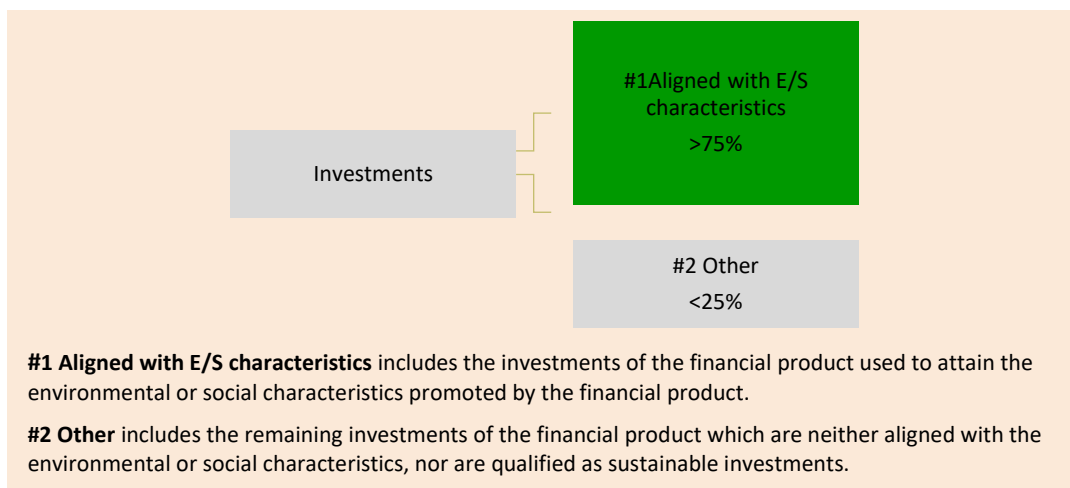 #1Aligned with E/S
characteristics
>75%
Investments
#2 Other
<25%
#1 Aligned with E/S characteristics includes the investments of the financial product used to attain the
environmental or social characteristics promoted by the financial product.
#2 Other includes the remaining investments of the financial product which are neither aligned with the
environmental or social characteristics, nor are qualified as sustainable investments.